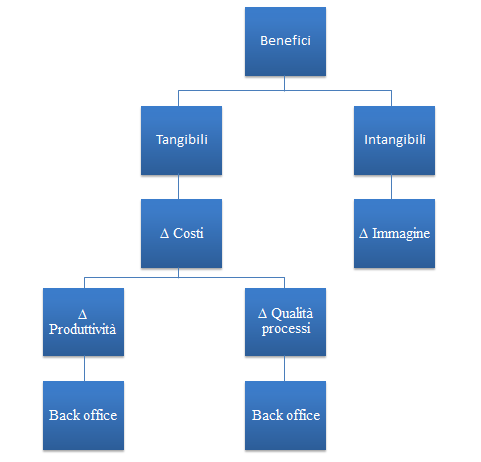 Benefici
Tangibili
Intangibili
Δ Costi
Δ Immagine
Δ
Produttività
Δ Qualità
processi
Back office
Back office